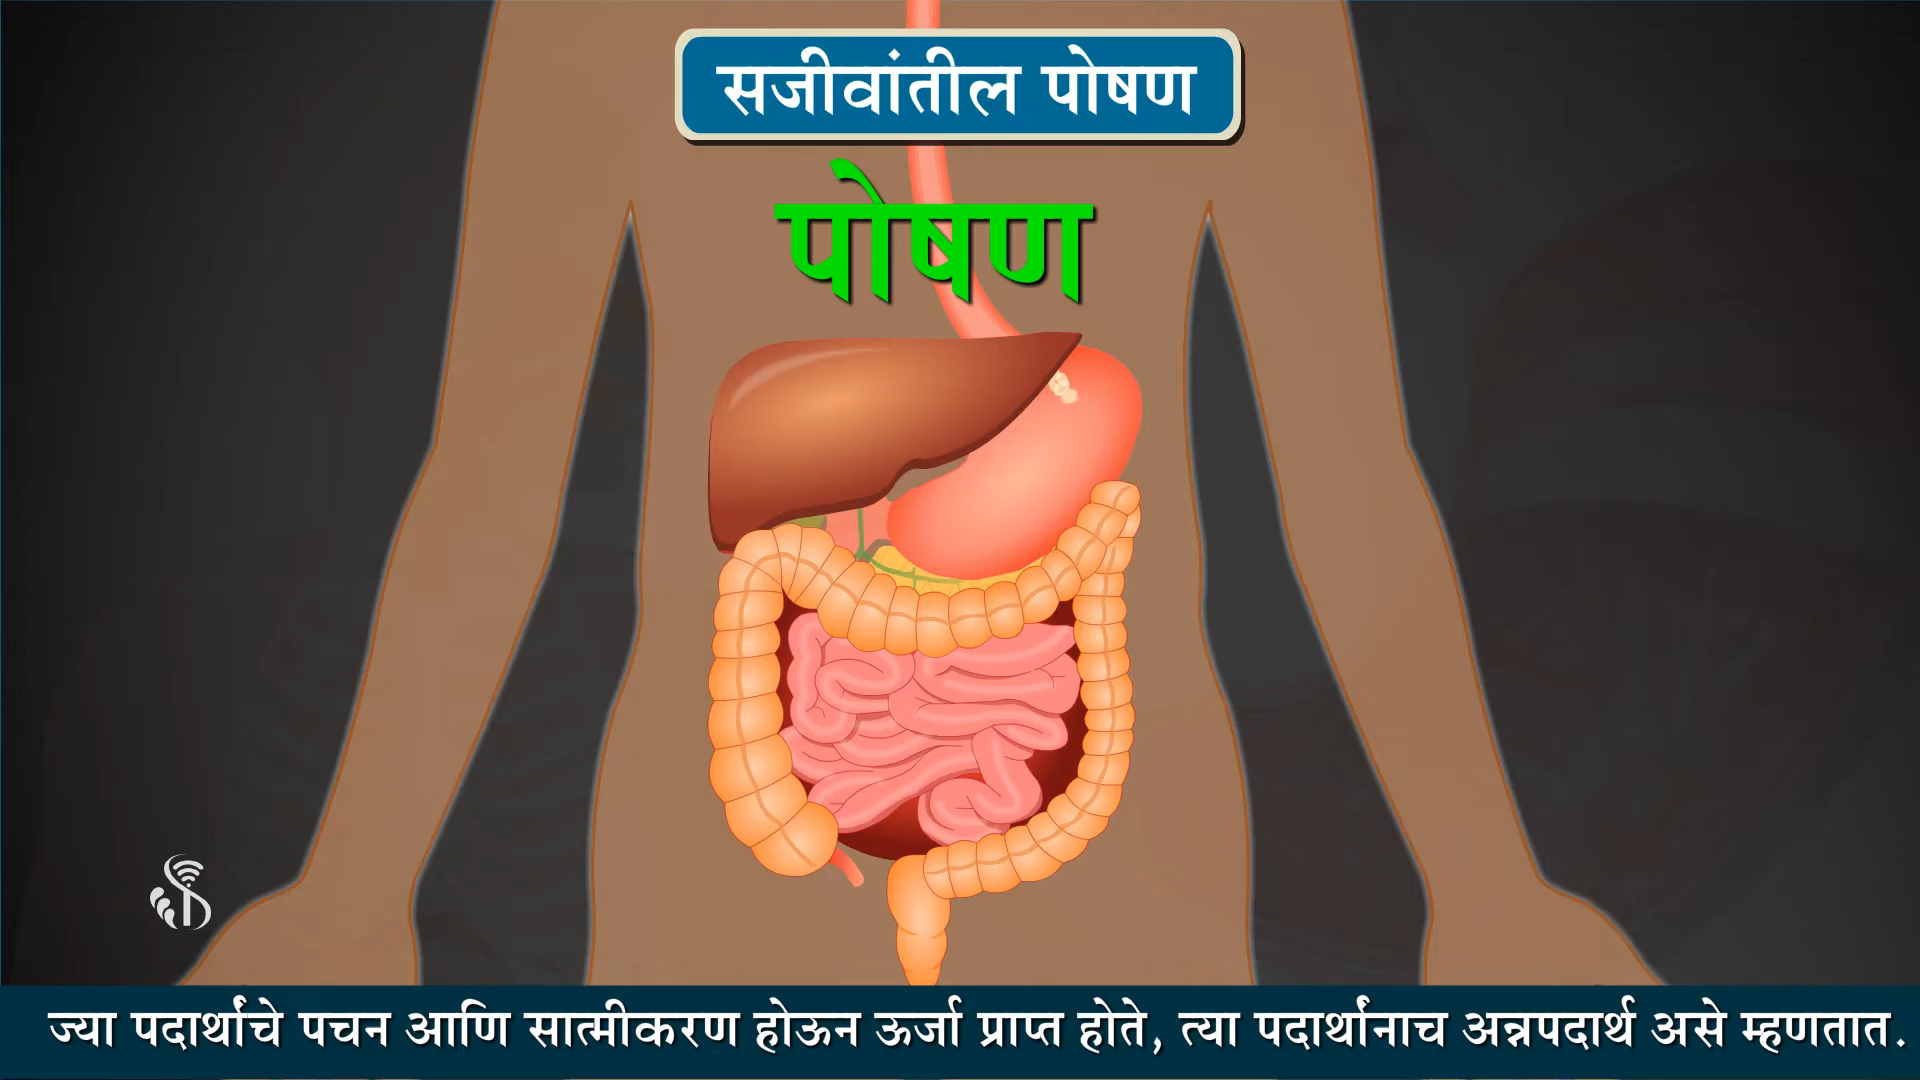 सजीवांतील पोषण
पोषण
ज्या पदार्थांचे पचन आणि सात्मीकरण होऊन ऊर्जा प्राप्त होते, त्या पदार्थांनाच अन्नपदार्थ असे म्हणतात.